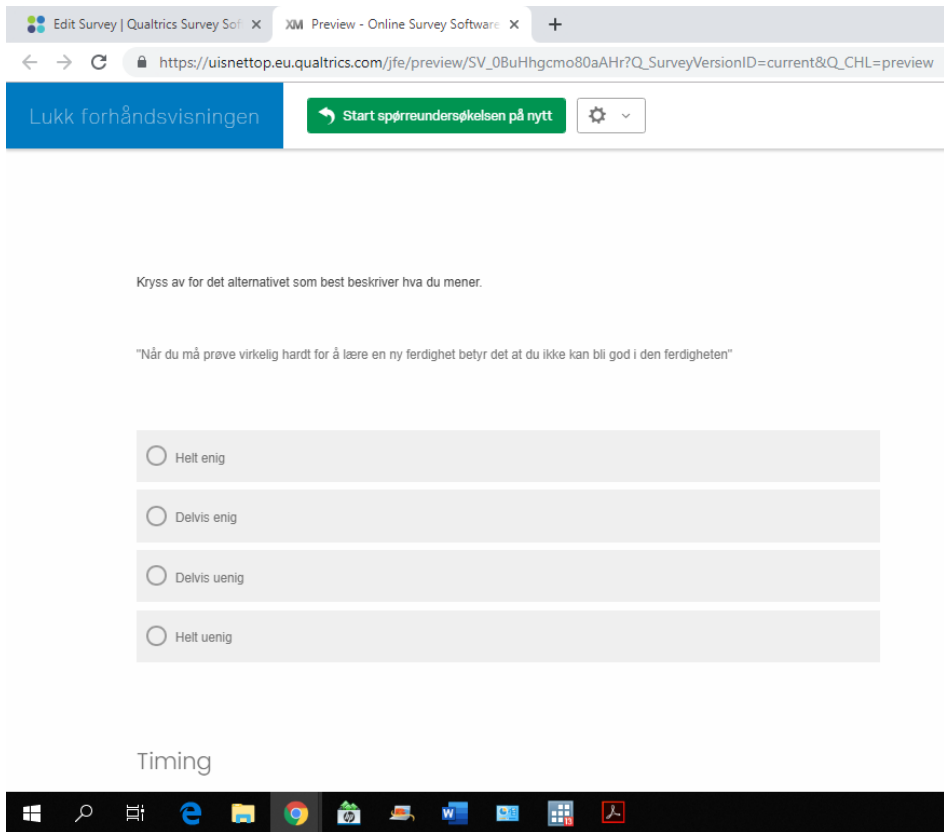 Edit Survey | Qualtrics Survey Sof
XM Preview - Online Survey Software
https://uisnettop.eu.qualtrics.com/jfe/preview/SV_0BuHhgcmo80aAHr?Q_SurveyVersionID=current&Q_CHL=preview
Lukk forhåndsvisningen
Start spørreundersøkelsen på nytt
Kryss av for det alternativet som best beskriver hva du mener.
"Når du må prøve virkelig hardt for å lære en ny ferdighet betyr det at du ikke kan bli god i den ferdigheten"
Helt enig
Delvis enig
Delvis uenig
Helt uenig
Timing